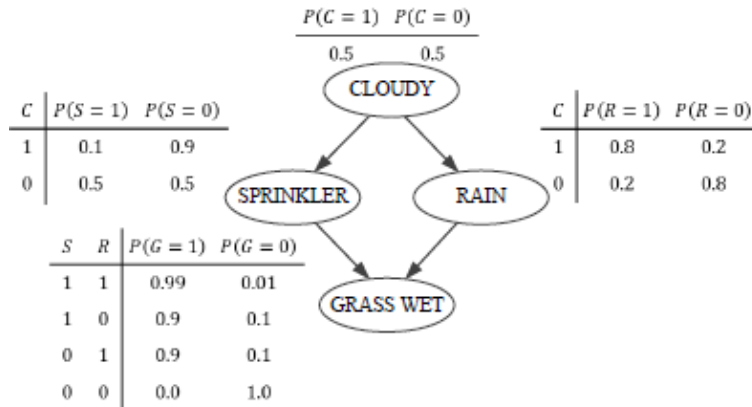 P(C = 1) P(C = 0)
0.5 0.5
CLOUDY
C P(S = 1) P(S = 0)
1 0.1 0.9
0 0.5 0.5
C P(R = 1) P(R = 0)
1 0.8 0.2
0 0.2 0.8
SPRINKLER
RAIN
S R P(G = 1) P(G = 0)
1 1 0.99 0.01
1 0 0.9 0.1
0 1 0.9 0.1
0 0 0.0 1.0
GRASS WET